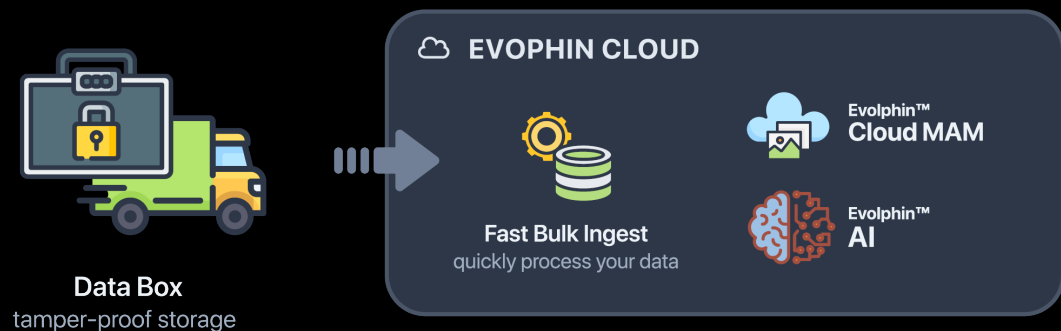 EVOPHIN CLOUD
Evolphin™
Cloud MAM
Evolphin™
AI
Fast Bulk Ingest
quickly process your data
Data Box
tamper-proof storage